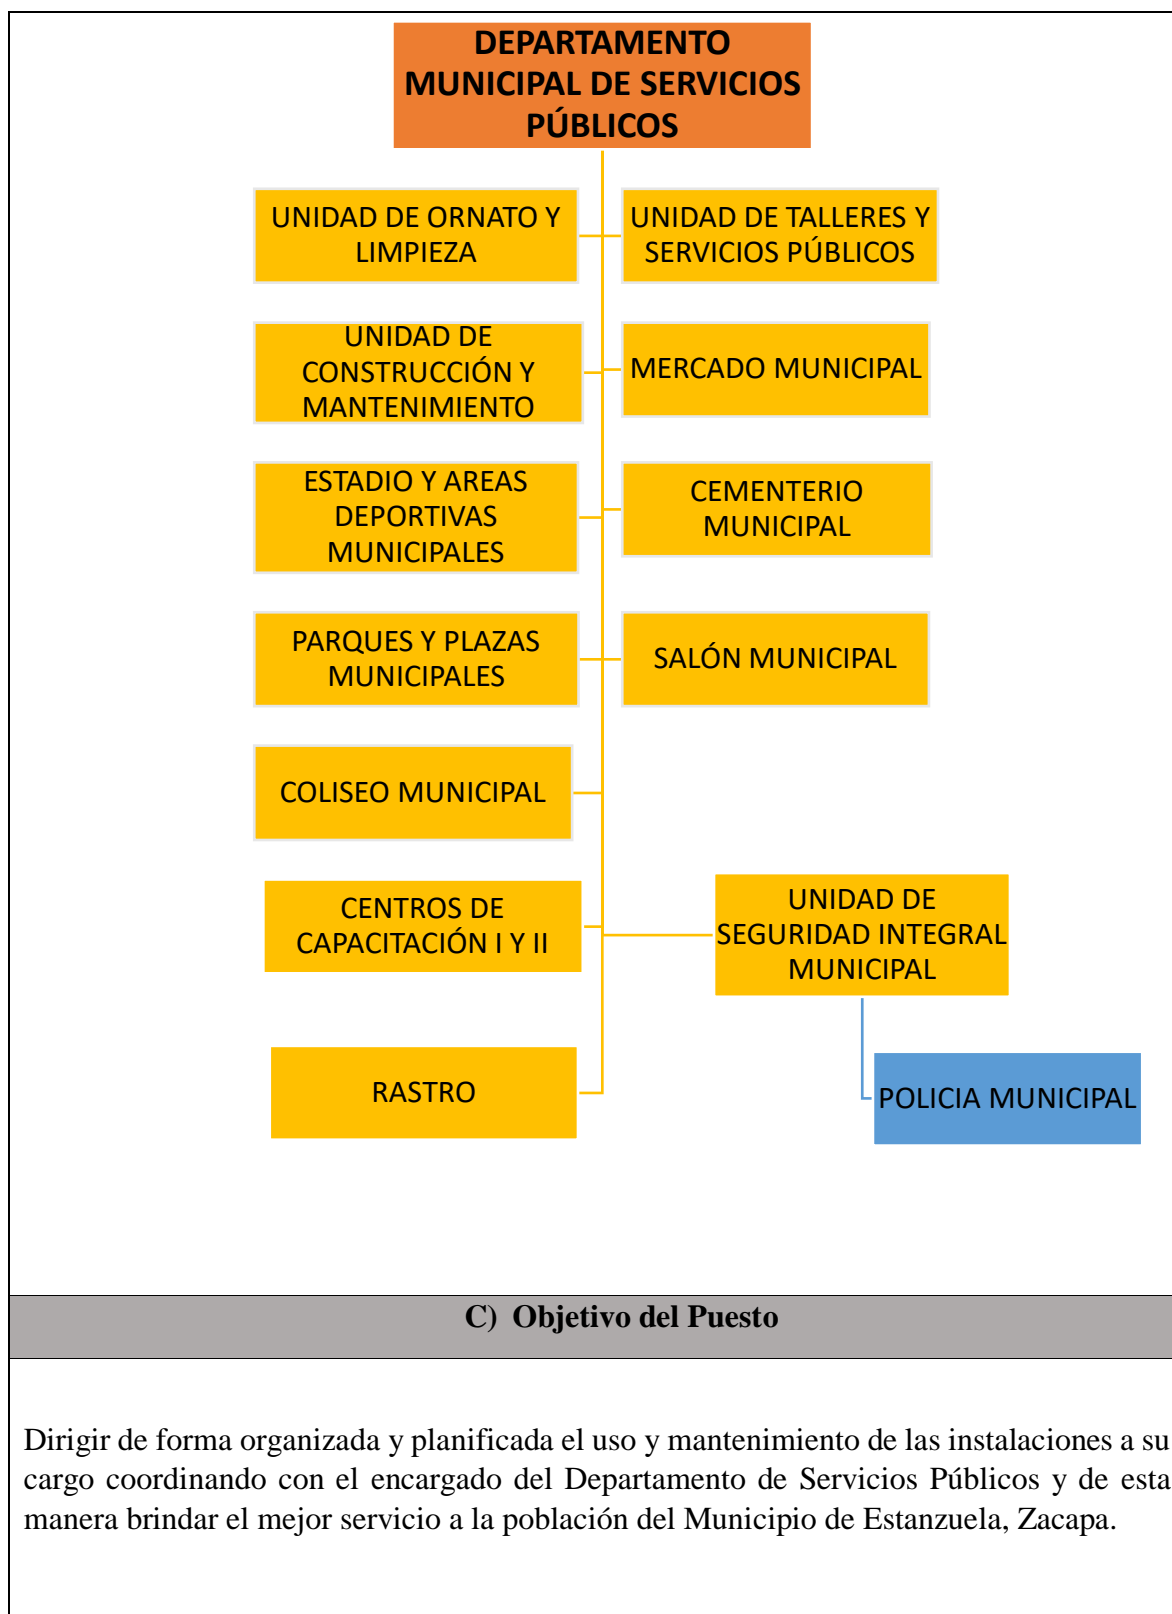 DEPARTAMENTO
MUNICIPAL DE SERVICIOS
PÚBLICOS
UNIDAD DE ORNATO Y
LIMPIEZA
UNIDAD DE TALLERES Y
SERVICIOS PÚBLICOS
UNIDAD DE
CONSTRUCCIÓN Y
MANTENIMIENTO
MERCADO MUNICIPAL
ESTADIO Y AREAS
DEPORTIVAS
MUNICIPALES
CEMENTERIO
MUNICIPAL
PARQUES Y PLAZAS
MUNICIPALES
SALÓN MUNICIPAL
COLISEO MUNICIPAL
CENTROS DE
CAPACITACIÓN I Y II
UNIDAD DE
SEGURIDAD INTEGRAL
MUNICIPAL
RASTRO
POLICIA MUNICIPAL
C) Objetivo del Puesto
Dirigir de forma organizada y planificada el uso y mantenimiento de las instalaciones a su
cargo coordinando con el encargado del Departamento de Servicios Públicos y de esta
manera brindar el mejor servicio a la población del Municipio de Estanzuela, Zacapa.